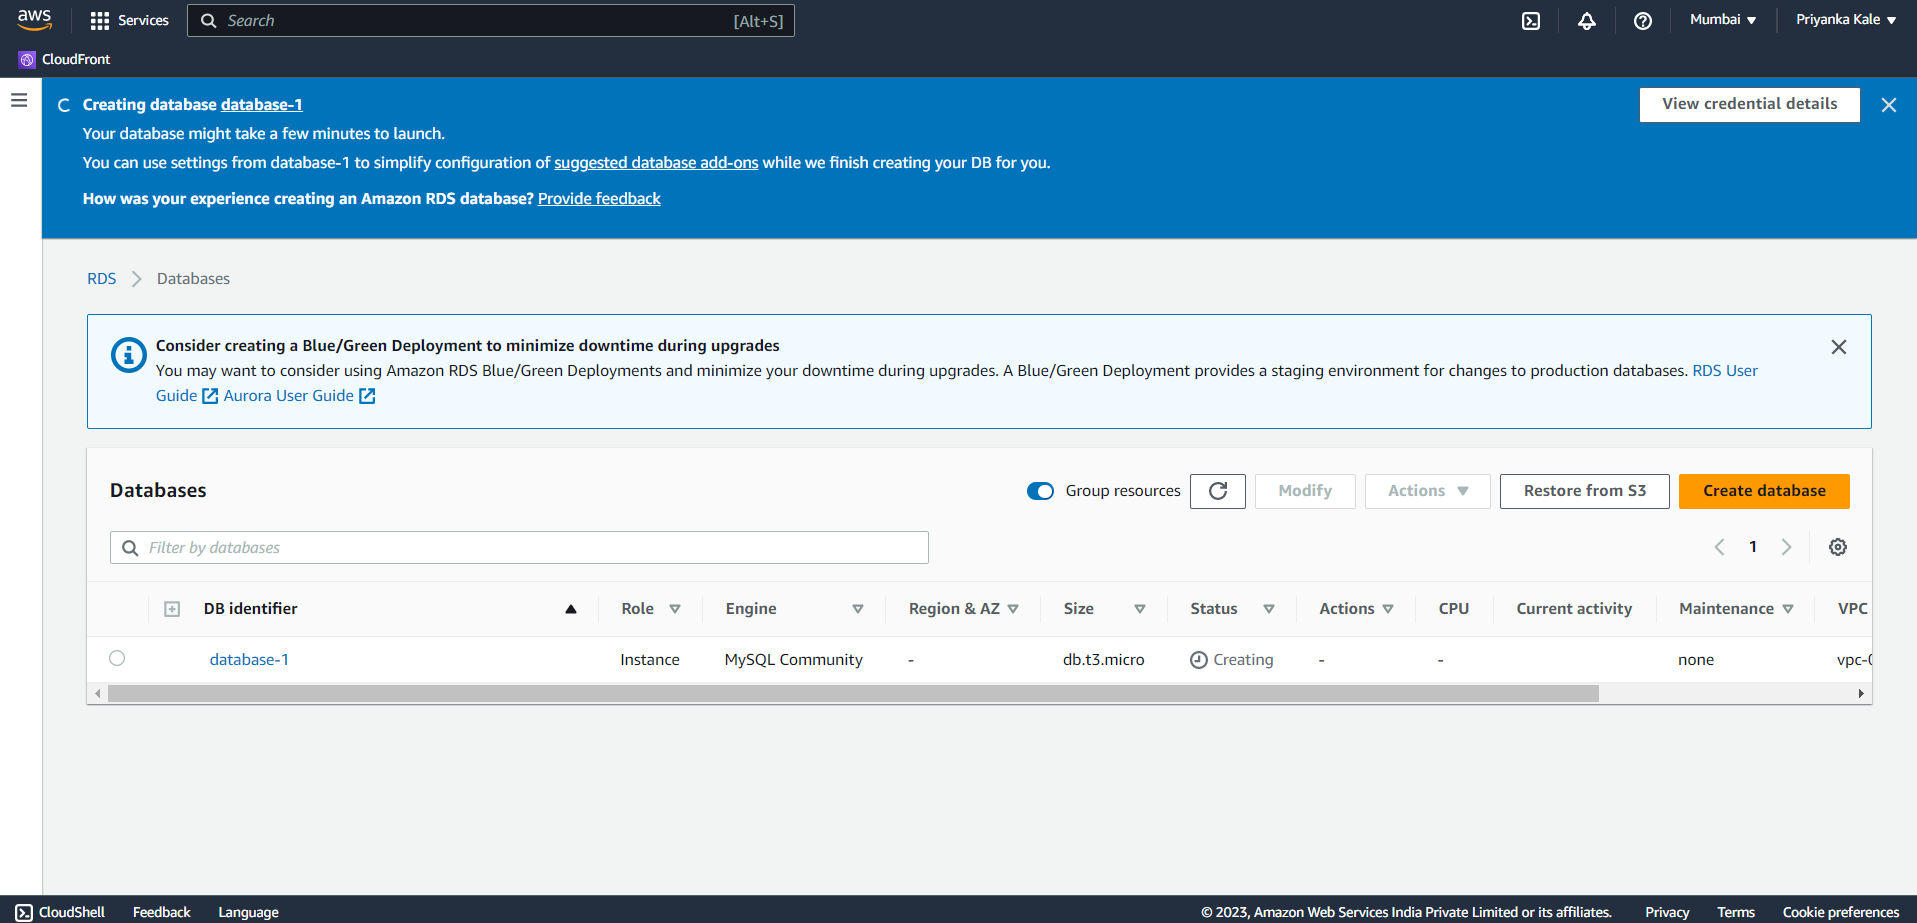 aws
Services
Search [Alt+S]
Mumbai
Priyanka Kale
CloudFront
Creating database database-1
View credential details
Your database might take a few minutes to launch.
You can use settings from database-1 to simplify configuration of suggested database add-ons while we finish creating your DB for you.
How was your experience creating an Amazon RDS database? Provide feedback
RDS > Databases
Consider creating a Blue/Green Deployment to minimize downtime during upgrades
You may want to consider using Amazon RDS Blue/Green Deployments and minimize your downtime during upgrades. A Blue/Green Deployment provides a staging environment for changes to production databases. RDS User
Guide Aurora User Guide
Databases
Group resources
Modify
Actions
Restore from S3
Create database
Filter by databases
1
DB identifier Role Engine Region & AZ Size Status Actions CPU Current activity Maintenance VPC
database-1 Instance MySQL Community - db.t3.micro Creating - - none vpc-
CloudShell Feedback Language © 2023, Amazon Web Services India Private Limited or its affiliates. Privacy Terms Cookie preferences